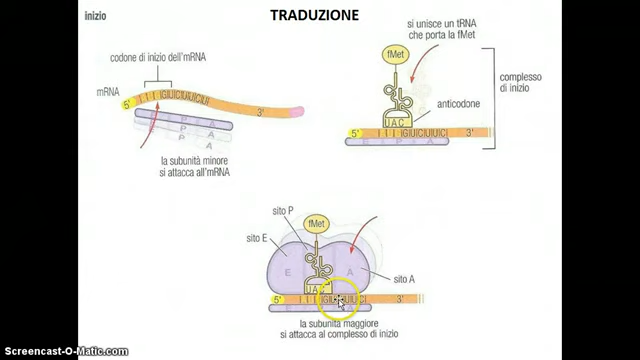 inizio
TRADUZIONE
codone di inizio dell'mRNA
mRNA
5'
3'
E P A
la subunità minore
si attacca all'mRNA
si unisce un tRNA
che porta la fMet
fMet
complesso
di inizio
anticodone
UAC
5'
3'
E P A
sito P
fMet
sito E
E
A
sito A
UAC
5'
3'
la subunità maggiore
si attacca al complesso di inizio
Screencast-O-Matic.com